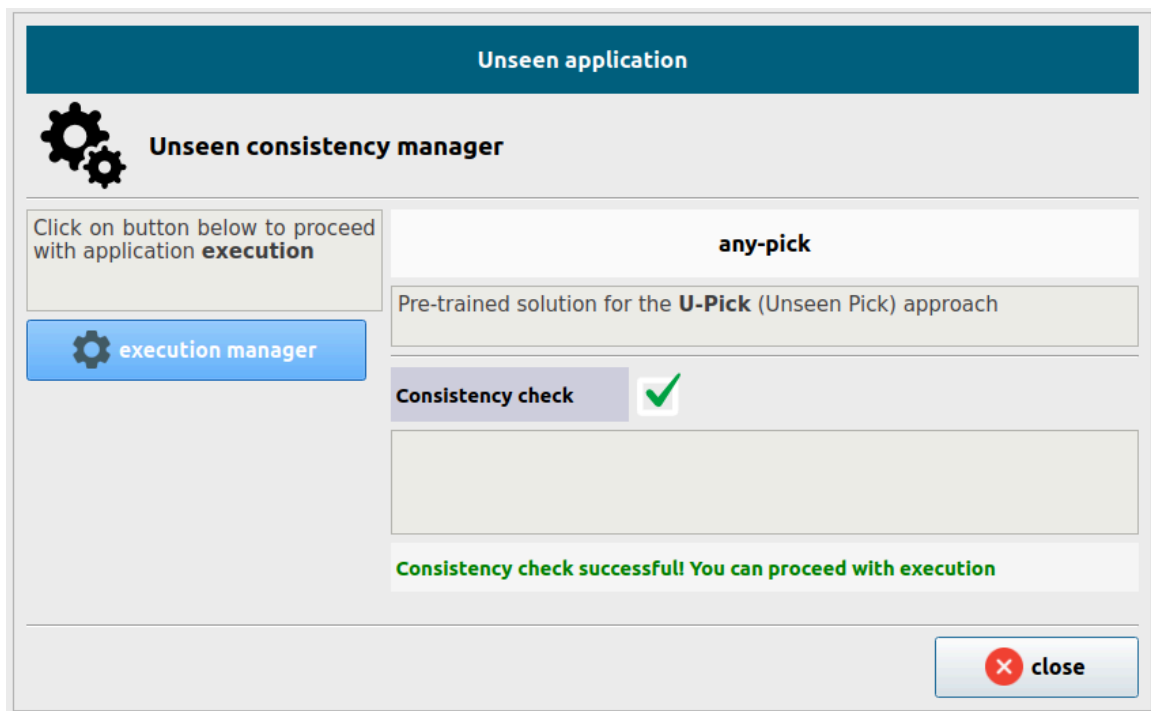 Unseen application
Unseen consistency manager
Click on button below to proceed
with application execution
execution manager
any-pick
Pre-trained solution for the U-Pick (Unseen Pick) approach
Consistency check
Consistency check successful! You can proceed with execution
close